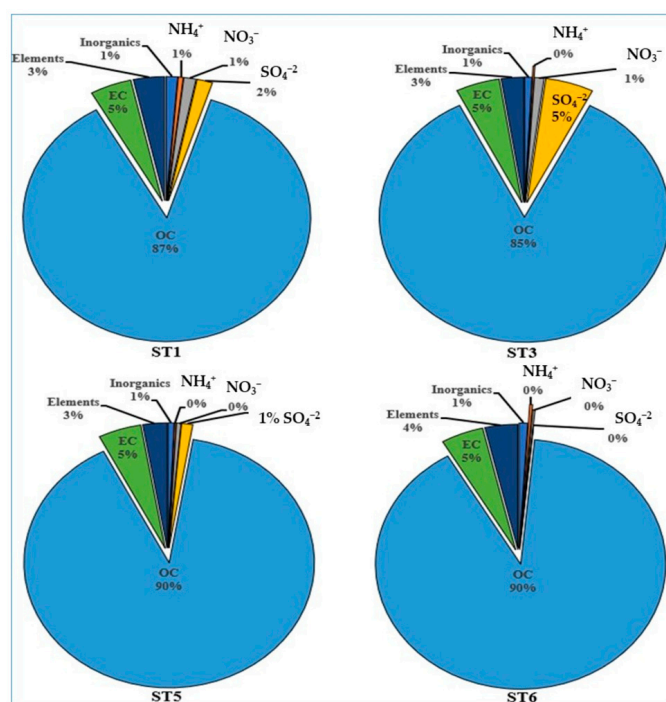 Inorganics
1%
NH₄⁺
1%
NO₃⁻
1%
SO₄⁻²
2%
Elements
3%
EC
5%
OC
87%
ST1
Inorganics
1%
NH₄⁺
0%
NO₃⁻
1%
SO₄⁻²
5%
Elements
3%
EC
5%
OC
85%
ST3
Inorganics
1%
NH₄⁺
0%
NO₃⁻
0%
1% SO₄⁻²
Elements
3%
EC
5%
OC
90%
ST5
Inorganics
1%
NH₄⁺
0%
NO₃⁻
0%
SO₄⁻²
0%
Elements
4%
EC
5%
OC
90%
ST6